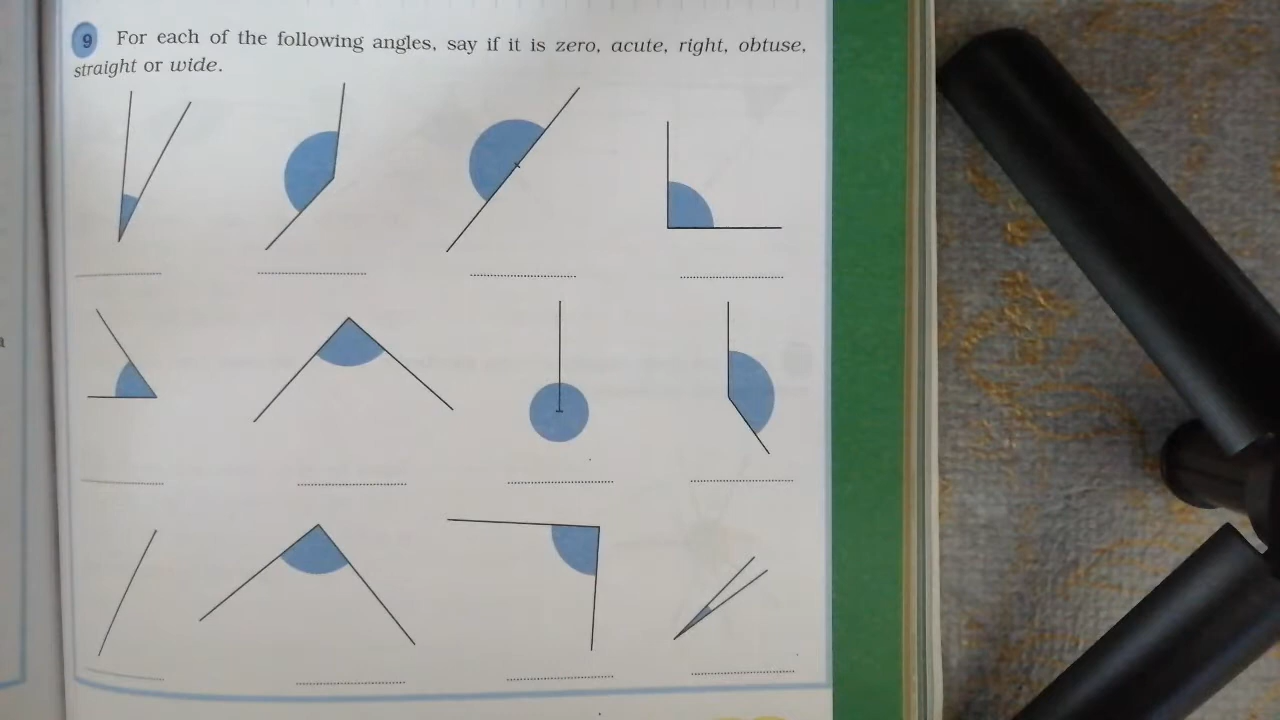 9 For each of the following angles, say if it is zero, acute, right, obtuse,
straight or wide.